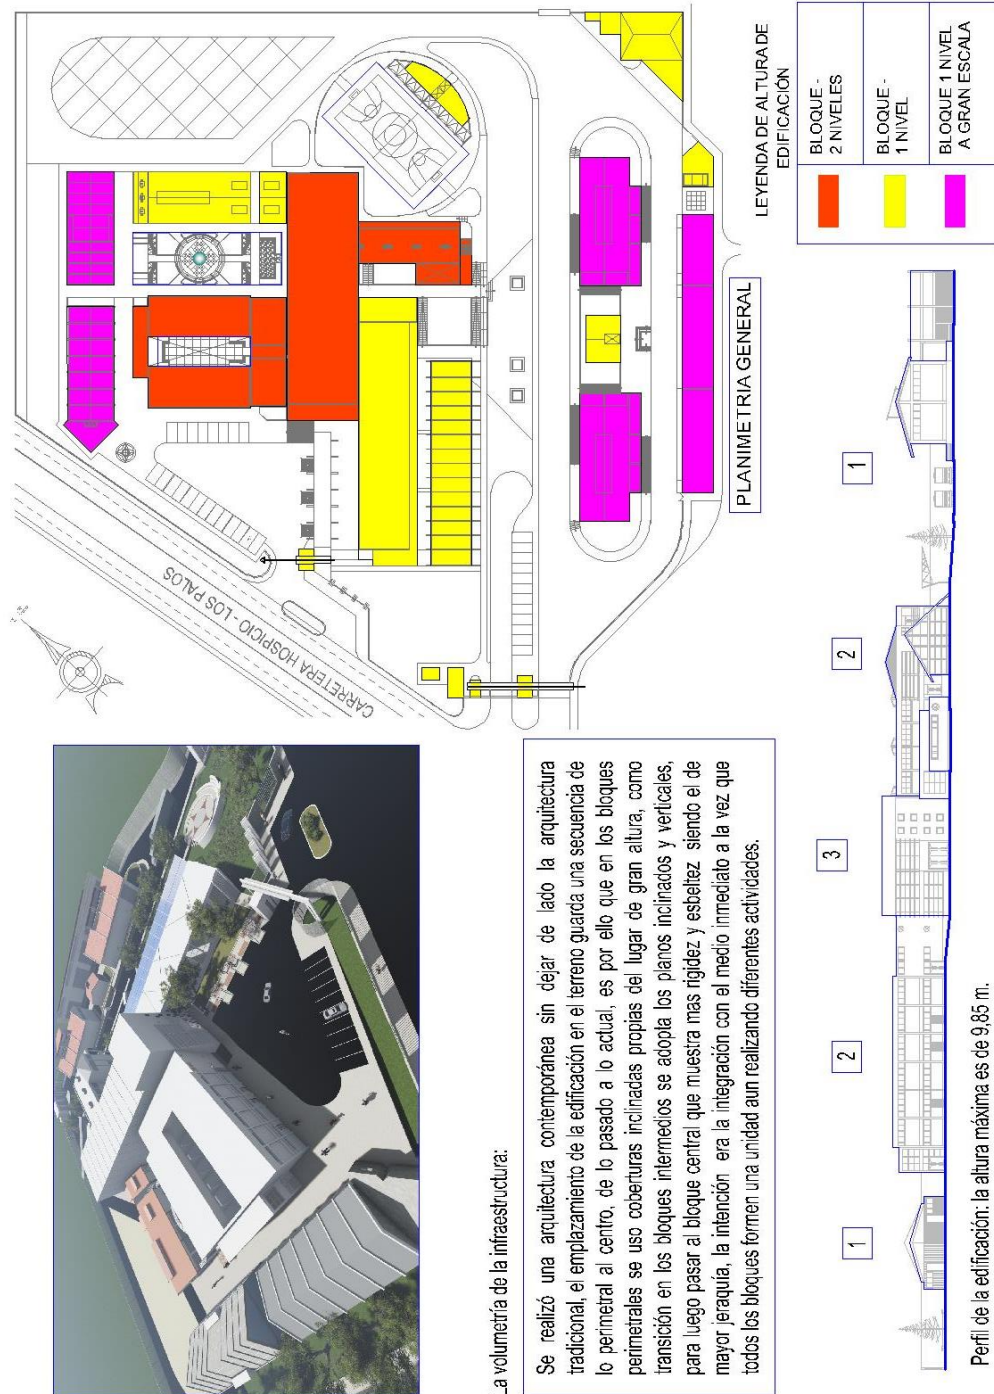 La volumetría de la infraestructura:
Se realizó una arquitectura contemporánea sin dejar de lado la arquitectura
tradicional, el emplazamiento de la edificación en el terreno guarda una secuencia de
lo perimetral al centro, de lo pasado a lo actual, es por ello que en los bloques
perimetrales se uso coberturas inclinadas propias del lugar de gran altura, como
transición en los bloques intermedios se adopta los planos inclinados y verticales,
para luego pasar al bloque central que muestra mas rigidez y esbeltez siendo el de
mayor jeraquía, la intención era la integración con el medio inmediato a la vez que
todos los bloques formen una unidad aun realizando diferentes actividades.
CARRETERA HOSPICIO - LOS PALOS
PLANIMETRIA GENERAL
LEYENDA DE ALTURA DE
EDIFICACIÓN
BLOQUE -
2 NIVELES
BLOQUE -
1 NIVEL
BLOQUE 1 NIVEL
A GRAN ESCALA
1
2
3
2
1
Perfil de la edificación: la altura máxima es de 9,85 m.